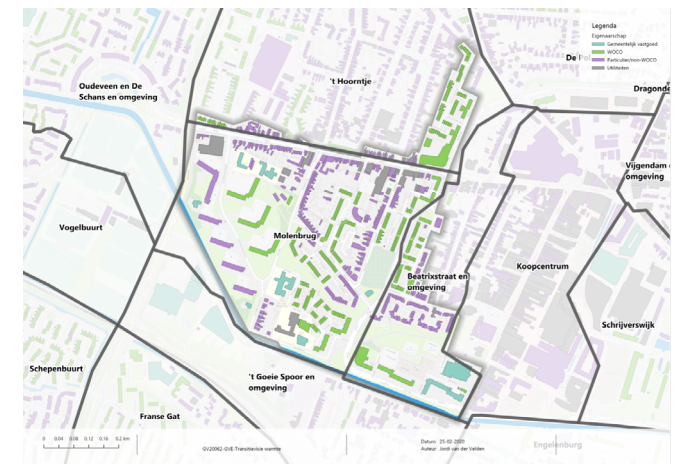 Legenda
Eigenaarschap
Gemeentelijk vastgoed
WOCO
Particulier/non-WOCO
Utiliteiten
De
't Hoorntje
Oudeveen en De
Schans en omgeving
Vijgendam
omgeving
Vogelbuurt
Molenbrug
Koopcentrum
Beatrixstraat en
omgeving
Schrijverswijk
Schepenbuurt
't Goeie Spoor en
omgeving
Franse Gat
0 0.04 0.08 0.12 0.16 0.2 km
GV20062-GVE-Transitievisie warmte
Datum: 25-02-2020
Auteur: Jordi van der Velden
Engelenburg